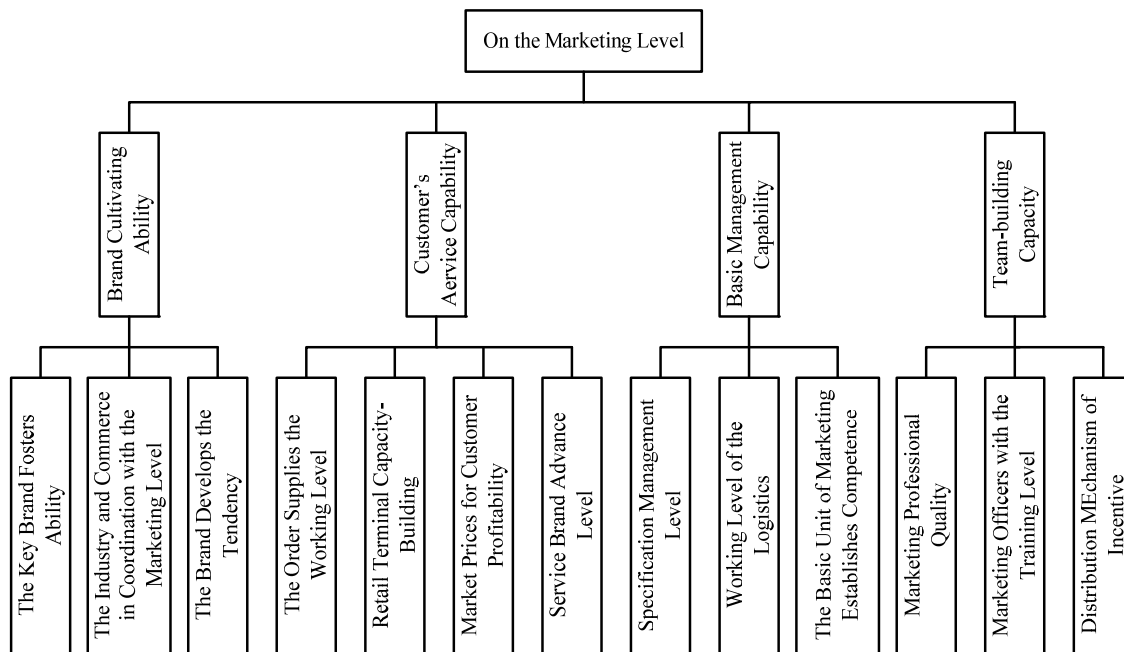 On the Marketing Level
Brand Cultivating
Ability
Customer's
Aervice Capability
Basic Management
Capability
Team-building
Capacity
The Key Brand Fosters
Ability
The Industry and Commerce
in Coordination with the
Marketing Level
The Brand Develops the
Tendency
The Order Supplies the
Working Level
Retail Terminal Capacity-
Building
Market Prices for Customer
Profitability
Service Brand Advance
Level
Specification Management
Level
Working Level of the
Logistics
The Basic Unit of Marketing
Establishes Competence
Marketing Professional
Quality
Marketing Officers with the
Training Level
Distribution MEchanism of
Incentive